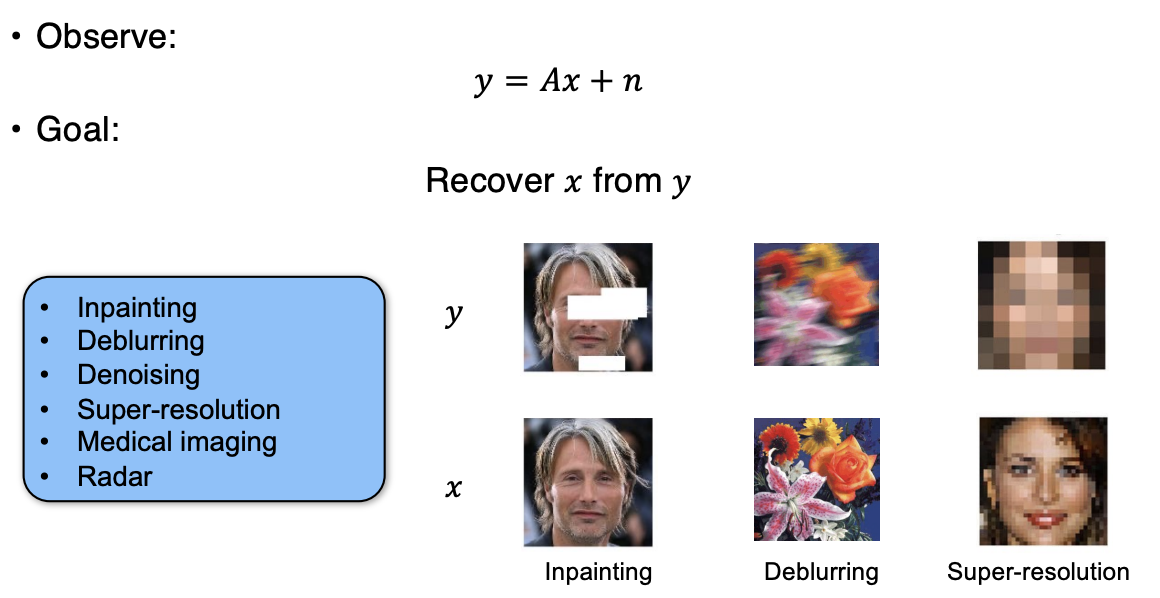 • Observe:
y = Ax + n
• Goal:
Recover x from y
• Inpainting
• Deblurring
• Denoising
• Super-resolution
• Medical imaging
• Radar
y
x
Inpainting Deblurring Super-resolution